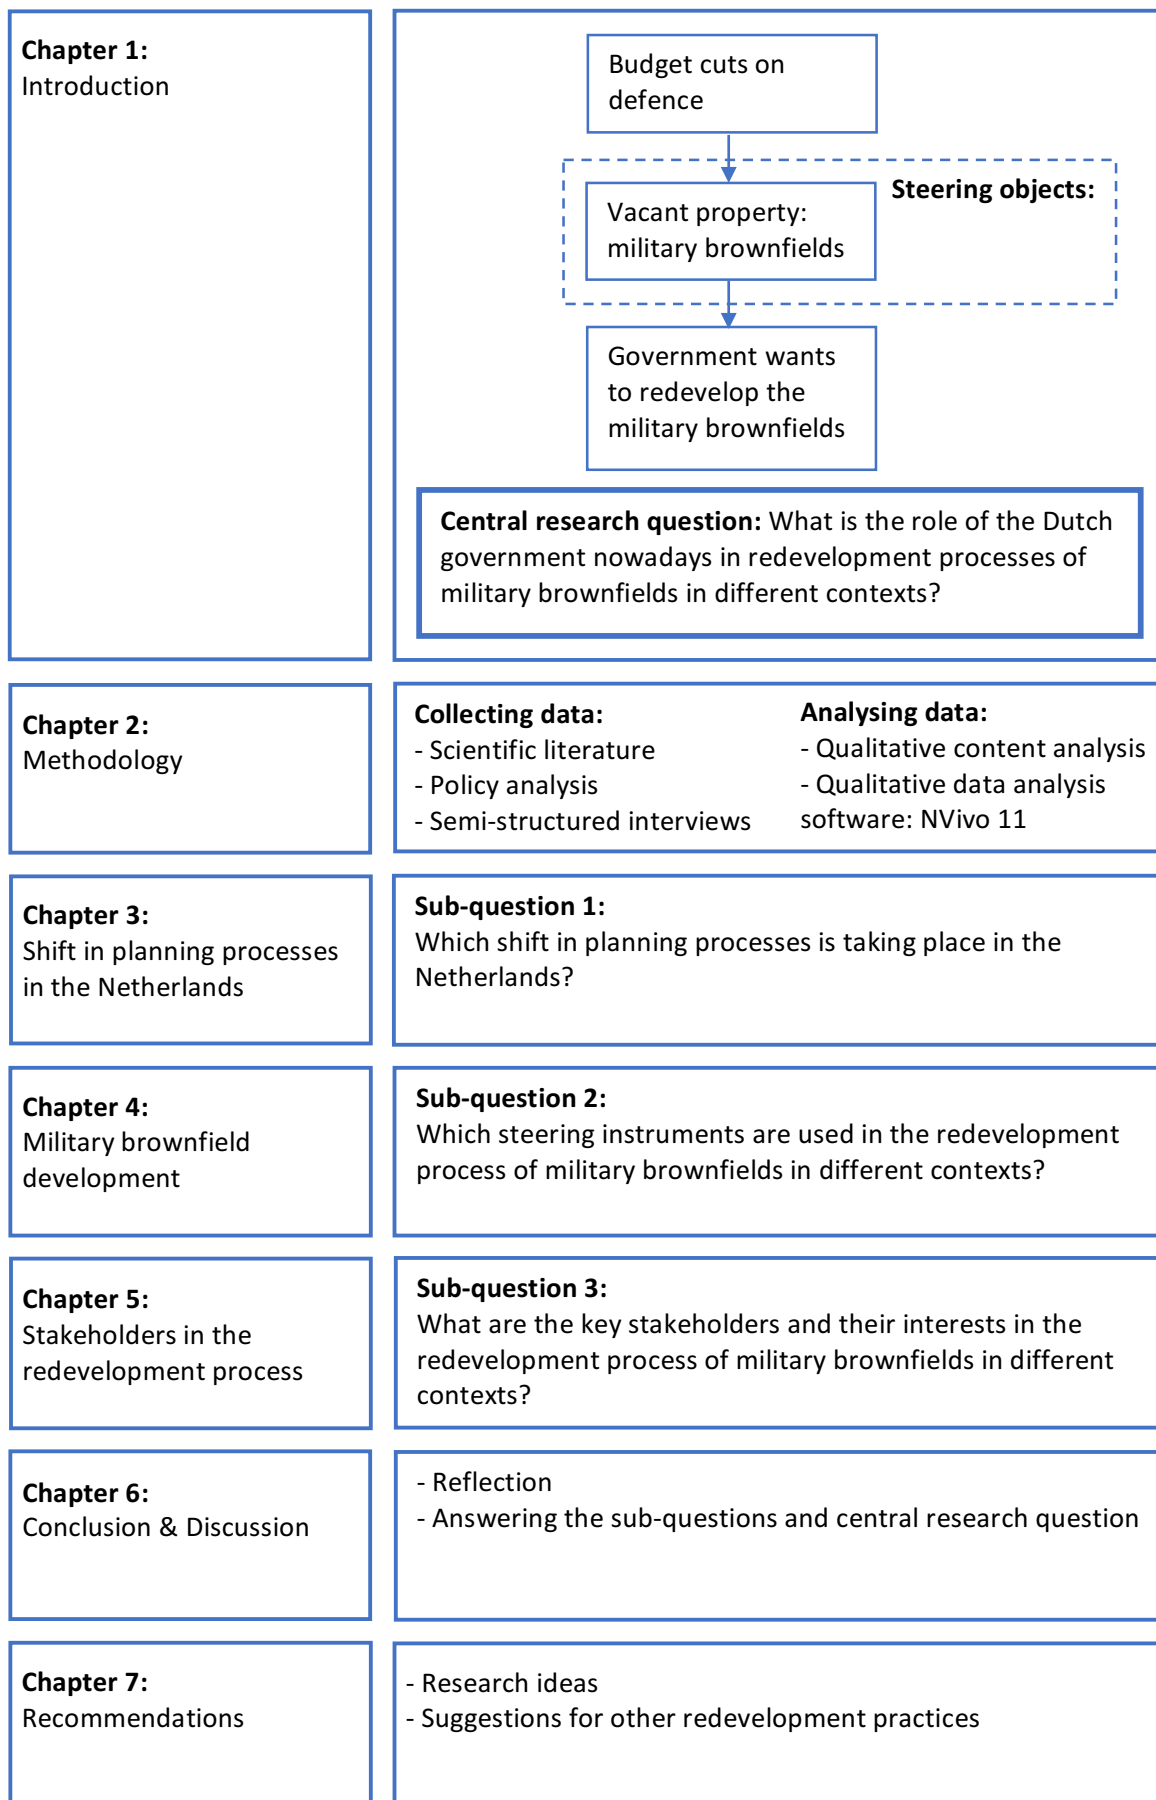 Chapter 1:
Introduction
Budget cuts on
defence
Steering objects:
Vacant property:
military brownfields
Government wants
to redevelop the
military brownfields
Central research question: What is the role of the Dutch
government nowadays in redevelopment processes of
military brownfields in different contexts?
Chapter 2:
Methodology
Collecting data:
- Scientific literature
- Policy analysis
- Semi-structured interviews
Analysing data:
- Qualitative content analysis
- Qualitative data analysis
software: NVivo 11
Chapter 3:
Shift in planning processes
in the Netherlands
Sub-question 1:
Which shift in planning processes is taking place in the
Netherlands?
Chapter 4:
Military brownfield
development
Sub-question 2:
Which steering instruments are used in the redevelopment
process of military brownfields in different contexts?
Chapter 5:
Stakeholders in the
redevelopment process
Sub-question 3:
What are the key stakeholders and their interests in the
redevelopment process of military brownfields in different
contexts?
Chapter 6:
Conclusion & Discussion
- Reflection
- Answering the sub-questions and central research question
Chapter 7:
Recommendations
- Research ideas
- Suggestions for other redevelopment practices